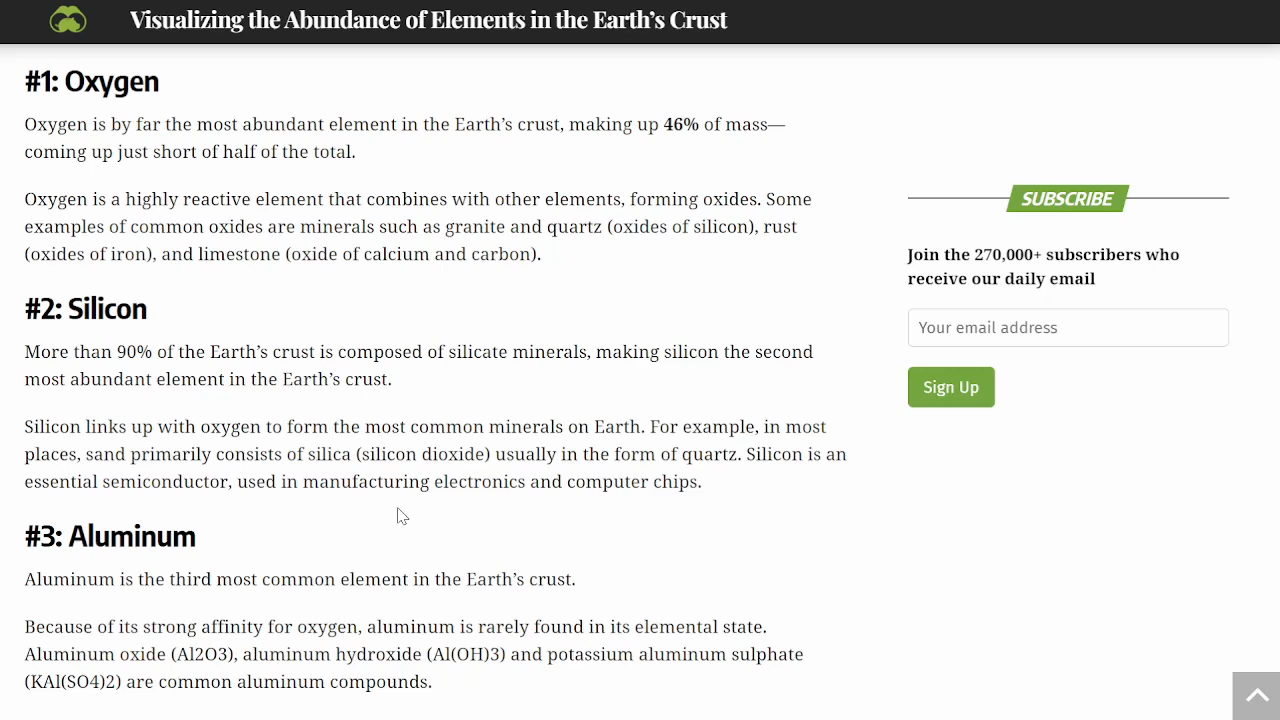 Visualizing the Abundance of Elements in the Earth’s Crust
#1: Oxygen
Oxygen is by far the most abundant element in the Earth’s crust, making up 46% of mass—
coming up just short of half of the total.
Oxygen is a highly reactive element that combines with other elements, forming oxides. Some
examples of common oxides are minerals such as granite and quartz (oxides of silicon), rust
(oxides of iron), and limestone (oxide of calcium and carbon).
#2: Silicon
More than 90% of the Earth’s crust is composed of silicate minerals, making silicon the second
most abundant element in the Earth’s crust.
Silicon links up with oxygen to form the most common minerals on Earth. For example, in most
places, sand primarily consists of silica (silicon dioxide) usually in the form of quartz. Silicon is an
essential semiconductor, used in manufacturing electronics and computer chips.
#3: Aluminum
Aluminum is the third most common element in the Earth’s crust.
Because of its strong affinity for oxygen, aluminum is rarely found in its elemental state.
Aluminum oxide (Al2O3), aluminum hydroxide (Al(OH)3) and potassium aluminum sulphate
(KAl(SO4)2) are common aluminum compounds.
SUBSCRIBE
Join the 270,000+ subscribers who
receive our daily email
Your email address
Sign Up